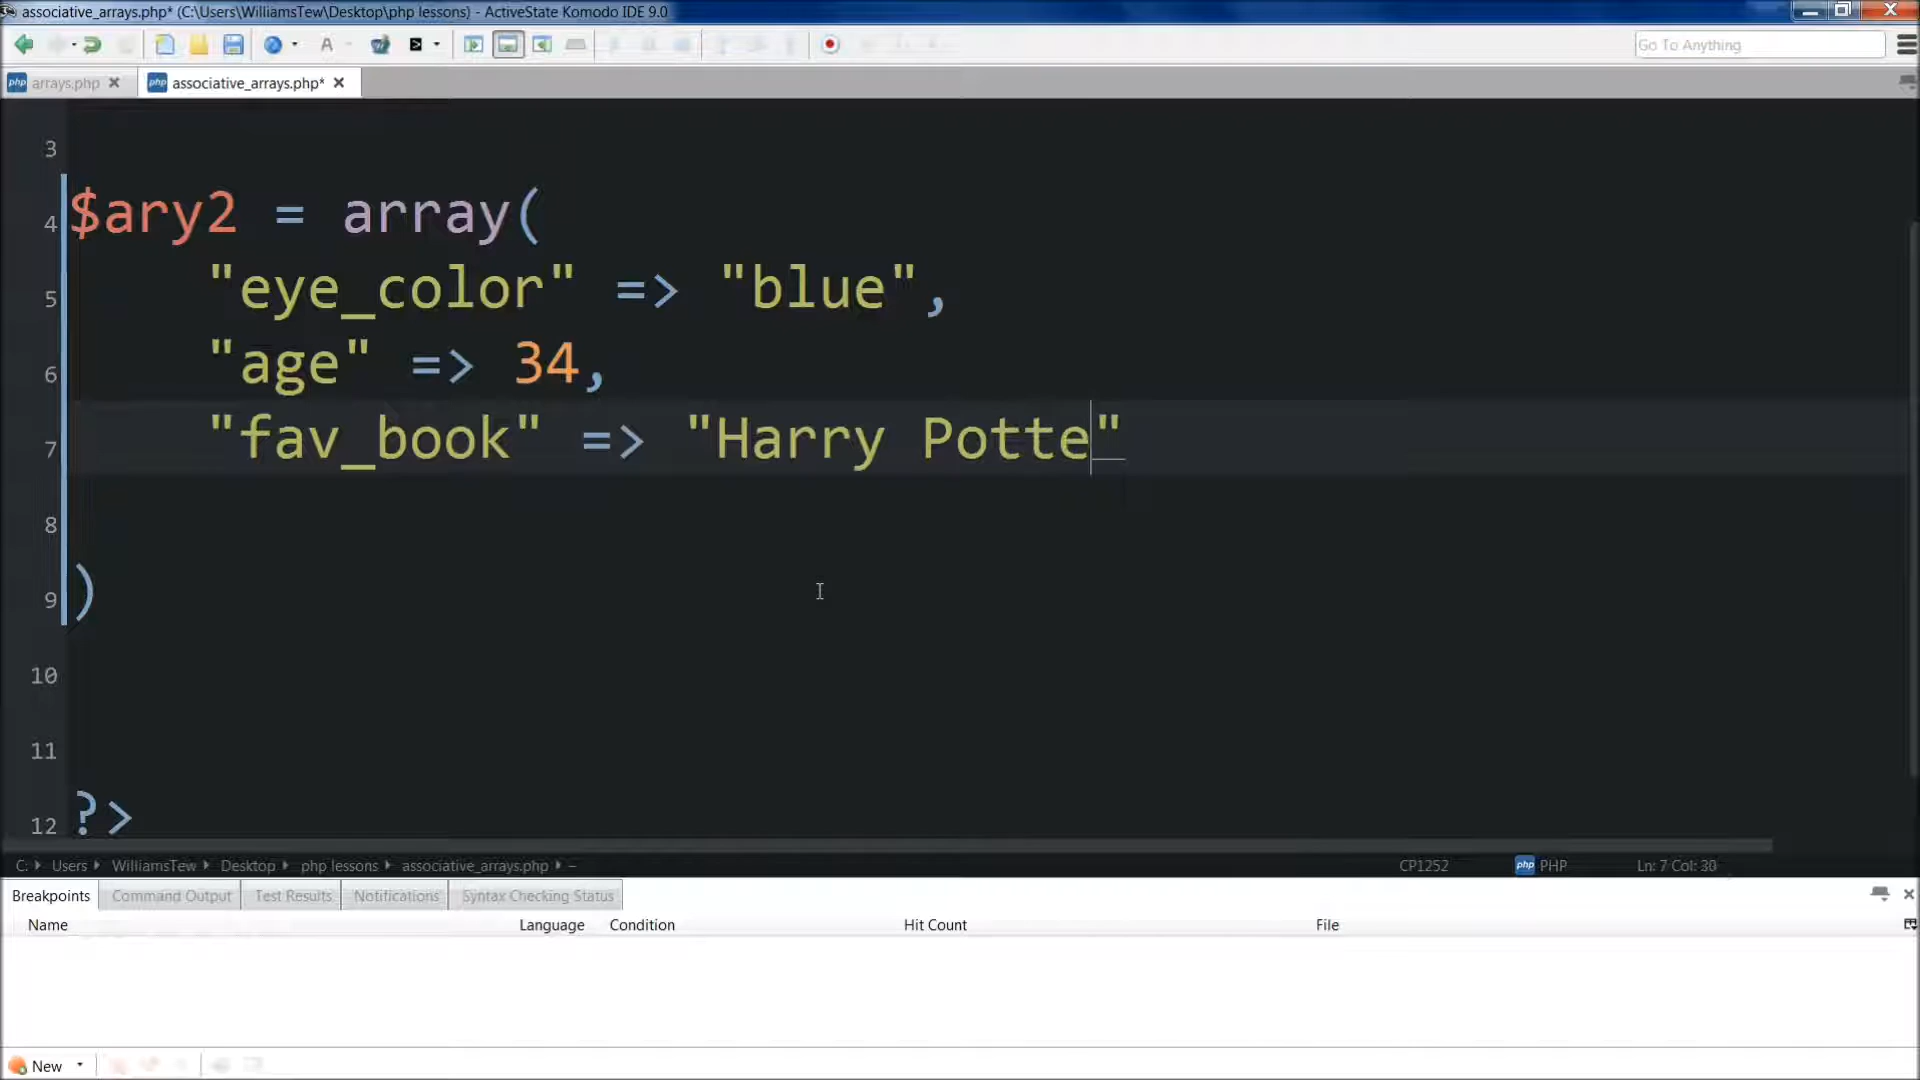 associative_arrays.php* (C:\Users\WilliamsTew\Desktop\php lessons) - ActiveState Komodo IDE 9.0
Go To Anything
php arrays.php
php associative_arrays.php*
3
4 $ary2 = array(
5 "eye_color" => "blue",
6 "age" => 34,
7 "fav_book" => "Harry Potte"
8
9 )
10
11
12 ?>
C: Users WilliamsTew Desktop php lessons associative_arrays.php – CP1252 php PHP Ln: 7 Col: 30
Breakpoints Command Output Test Results Notifications Syntax Checking Status
Name Language Condition Hit Count File
New